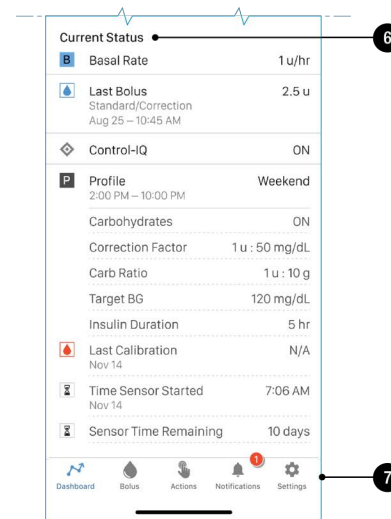 Current Status
6
B Basal Rate 1 u/hr
Last Bolus 2.5 u
Standard/Correction
Aug 25 – 10:45 AM
Control-IQ ON
P Profile Weekend
2:00 PM – 10:00 PM
Carbohydrates ON
Correction Factor 1 u : 50 mg/dL
Carb Ratio 1 u : 10 g
Target BG 120 mg/dL
Insulin Duration 5 hr
Last Calibration N/A
Nov 14
Time Sensor Started 7:06 AM
Nov 14
Sensor Time Remaining 10 days
1
7
Dashboard Bolus Actions Notifications Settings